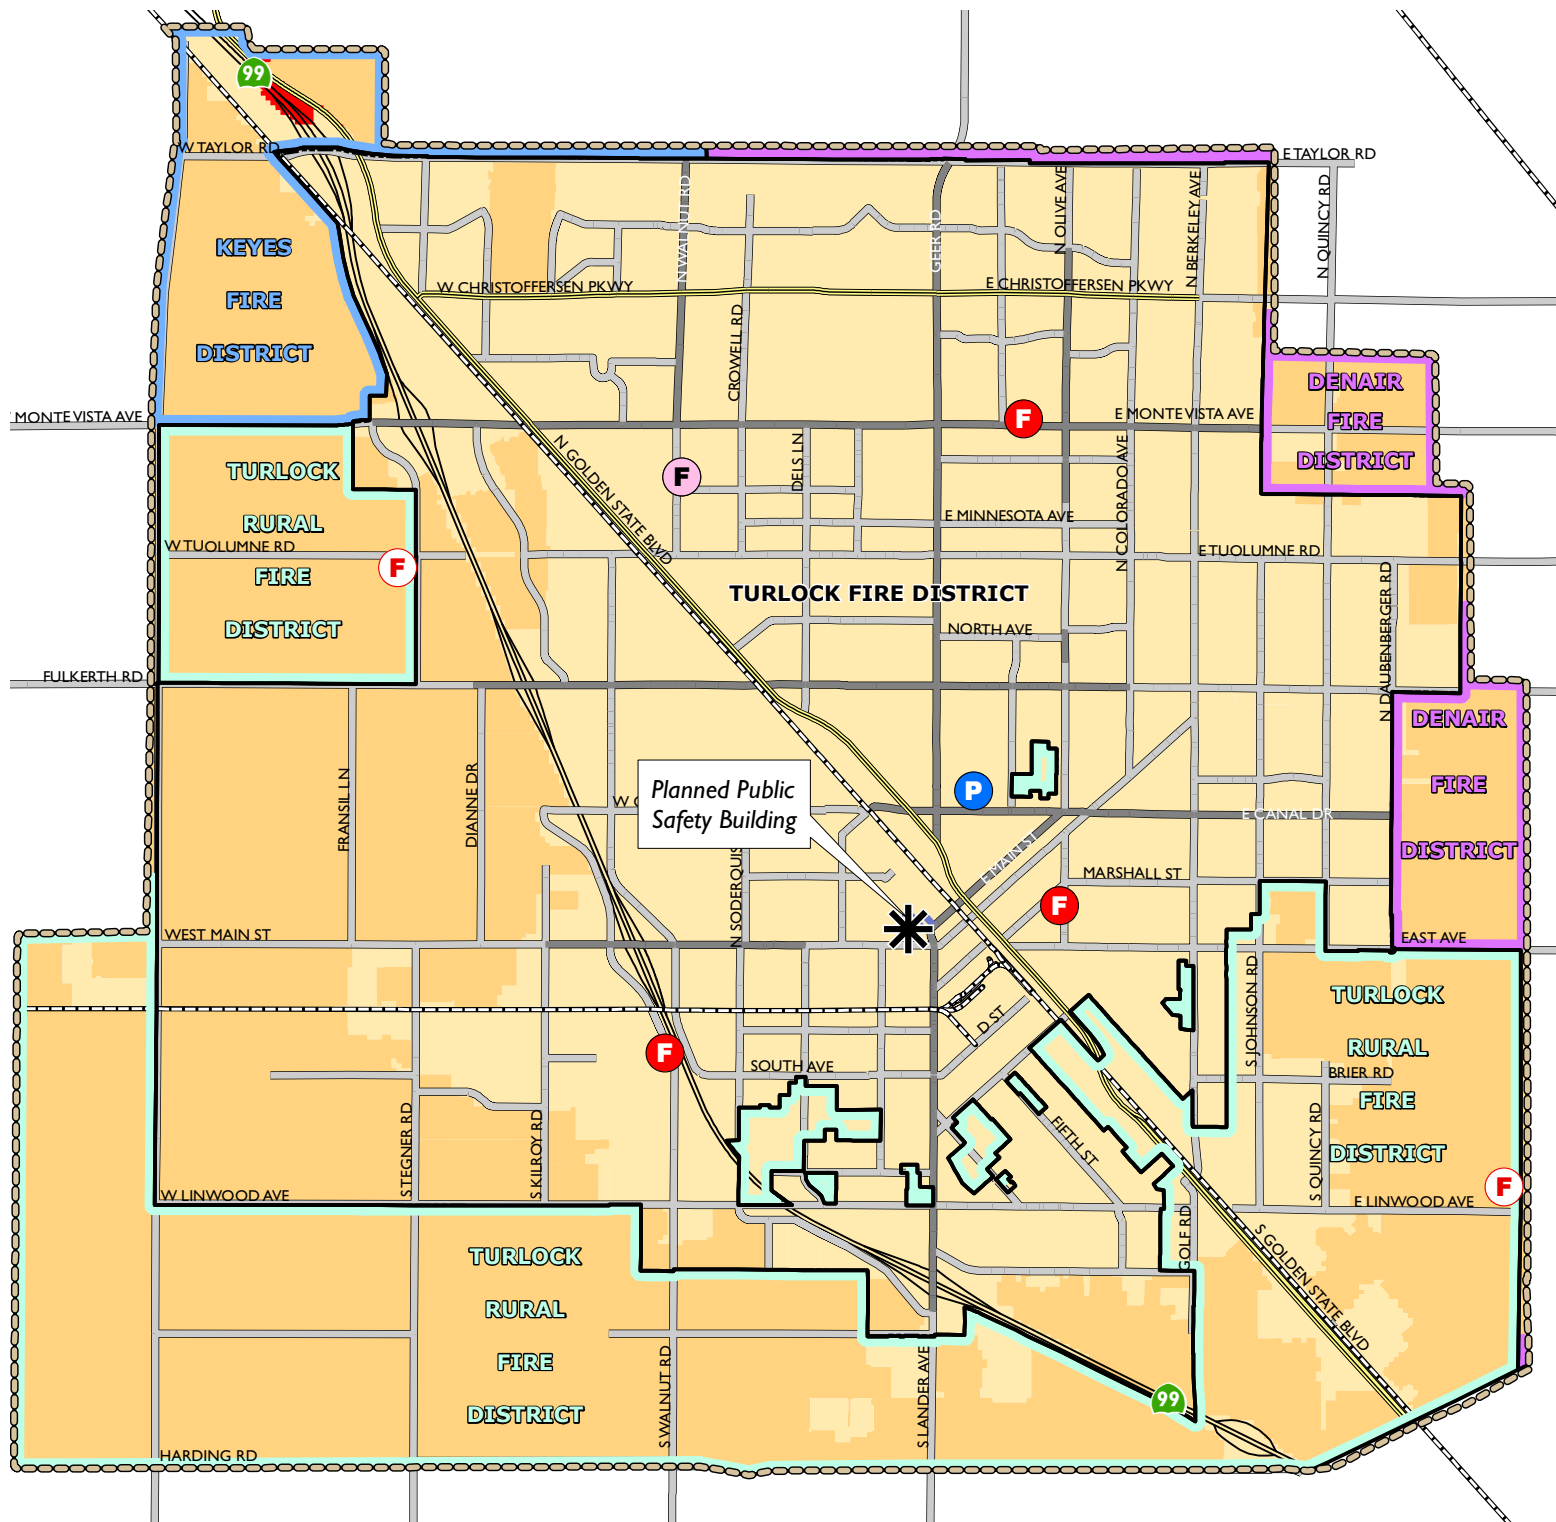 99
W TAYLOR RD
E TAYLOR RD
KEYES
FIRE
DISTRICT
N WALNUT RD
GEER RD
N OLIVE AVE
N BERKELEY AVE
N QUINCY RD
W CHRISTOFFERSEN PKWY
E CHRISTOFFERSEN PKWY
CROWELL RD
DENAIR
FIRE
DISTRICT
MONTE VISTA AVE
E MONTE VISTA AVE
F
TURLOCK
RURAL
FIRE
DISTRICT
N GOLDEN STATE BLVD
F
DELS LN
N COLORADO AVE
E MINNESOTA AVE
W TUOLUMNE RD
E TUOLUMNE RD
F
TURLOCK FIRE DISTRICT
N DAUBENBERGER RD
NORTH AVE
FULKERTH RD
DENAIR
FIRE
DISTRICT
FRANSIL LN
DIANNE DR
Planned Public
Safety Building
W C
P
E CANAL DR
E MAIN ST
MARSHALL ST
N SODERQUIS
F
WEST MAIN ST
EAST AVE
TURLOCK
RURAL
FIRE
DISTRICT
S JOHNSON RD
D ST
F
SOUTH AVE
BRIER RD
S STEGNER RD
S KILROY RD
FIFTH ST
S QUINCY RD
F
W LINWOOD AVE
E LINWOOD AVE
GOLF RD
S GOLDEN STATE BLVD
TURLOCK
RURAL
FIRE
DISTRICT
S WALNUT RD
S LANDER AVE
99
HARDING RD